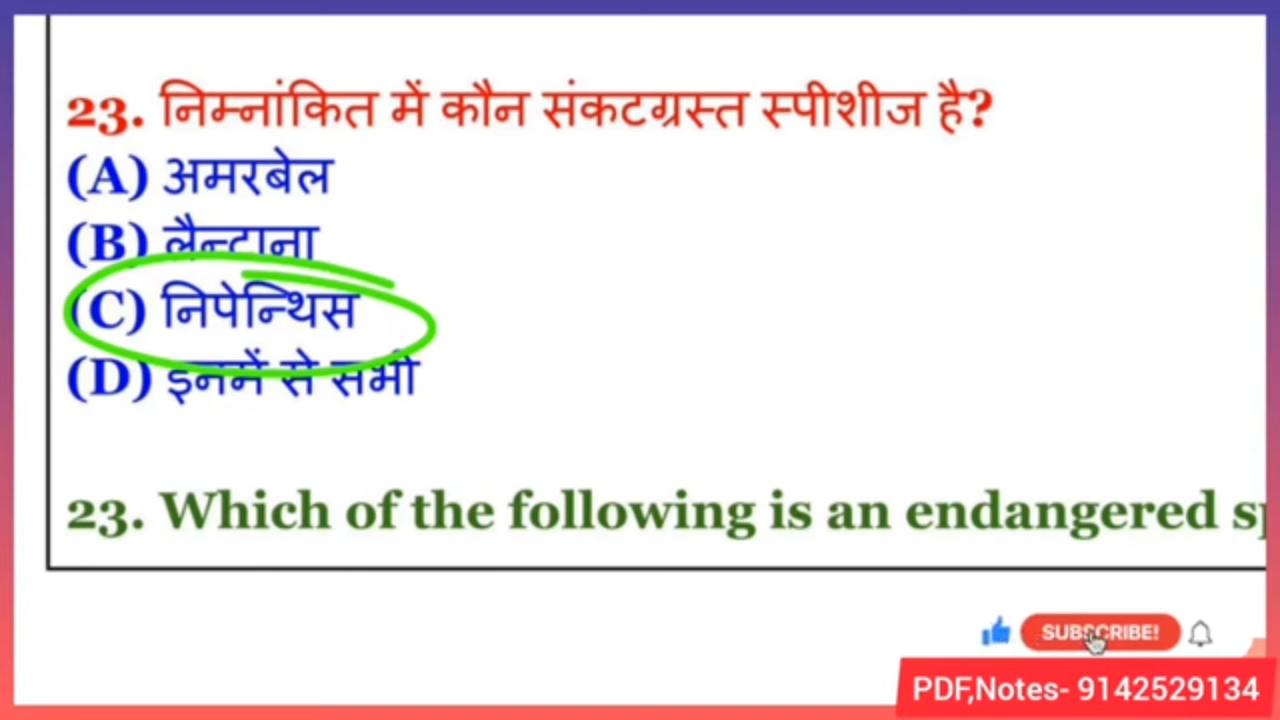 23. निम्नांकित में कौन संकटग्रस्त स्पीशीज है?
(A) अमरबेल
(B) लैन्टाना
(C) निपेन्थिस
(D) इनमें से सभी
23. Which of the following is an endangered
SUBSCRIBE!
PDF,Notes- 9142529134